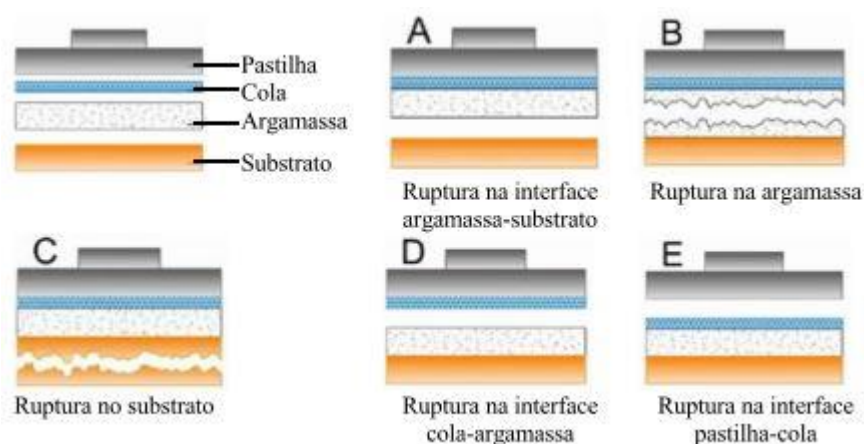 Pastilha
Cola
Argamassa
Substrato
A
Ruptura na interface
argamassa-substrato
B
Ruptura na argamassa
C
Ruptura no substrato
D
Ruptura na interface
cola-argamassa
E
Ruptura na interface
pastilha-cola